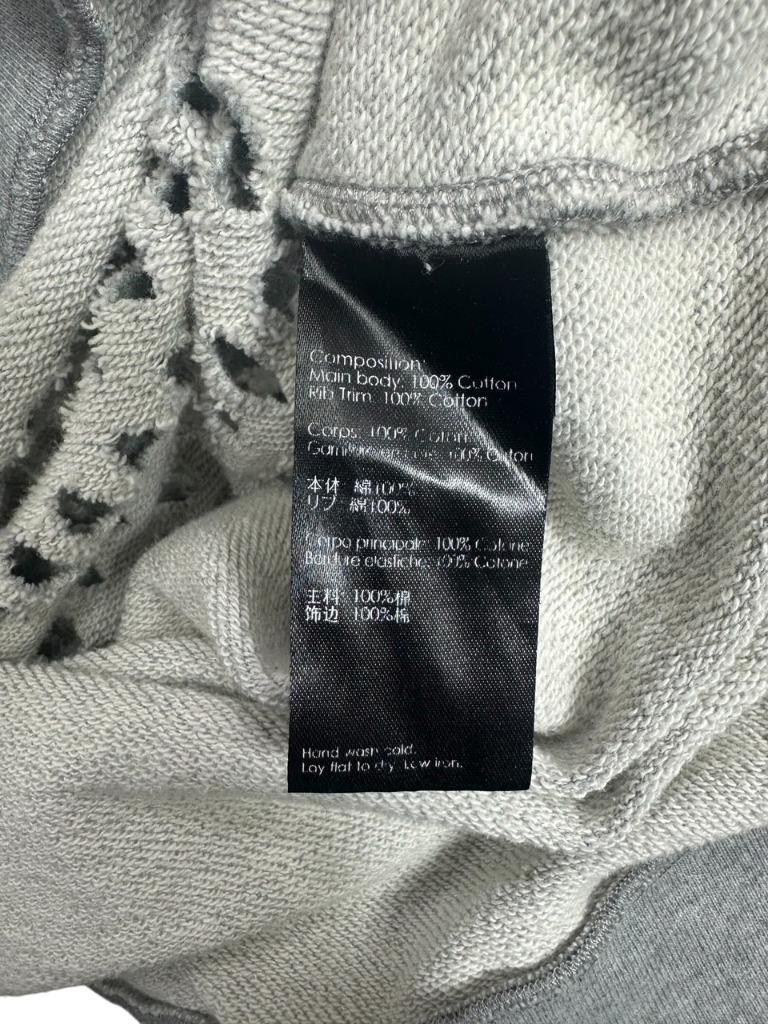 Composition:
Main body: 100% Cotton
Rib Trim: 100% Cotton
Corps: 100% Coton
100% Coton
本体 綿100%
リブ 綿100%
Corpo principale: 100% Cotone
Bordure elastiche: 100% Cotone
主料 100%棉
饰边 100%棉
Hand wash cold.
Lay flat to dry. Low iron.